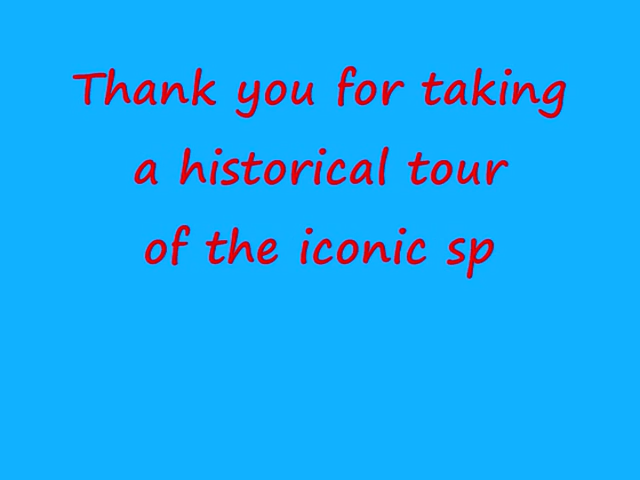 Thank you for taking
a historical tour
of the iconic sp